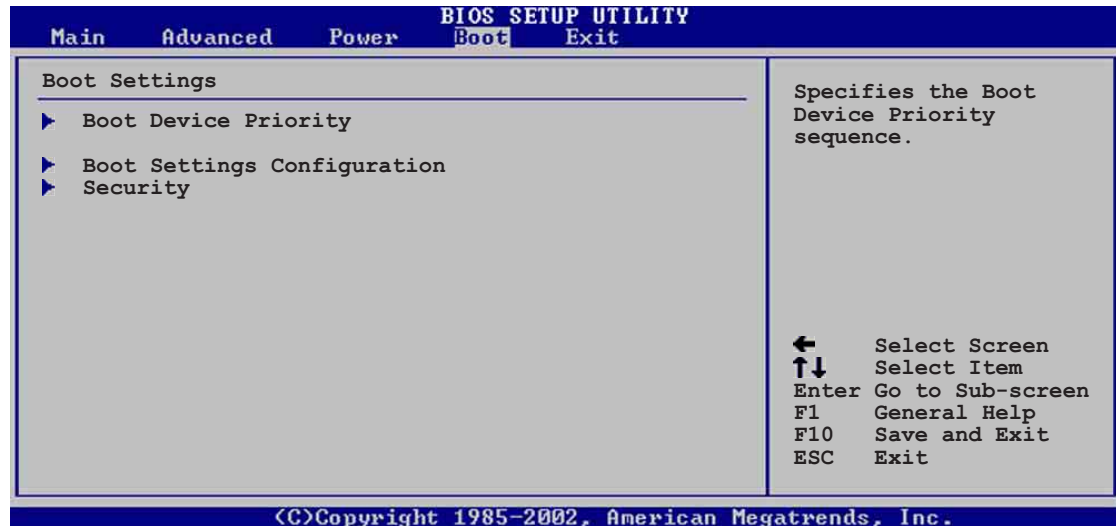 BIOS SETUP UTILITY
Main Advanced Power Boot Exit
Boot Settings
Boot Device Priority
Boot Settings Configuration
Security
Specifies the Boot
Device Priority
sequence.
← Select Screen
↑↓ Select Item
Enter Go to Sub-screen
F1 General Help
F10 Save and Exit
ESC Exit
(C)Copyright 1985-2002, American Megatrends, Inc.